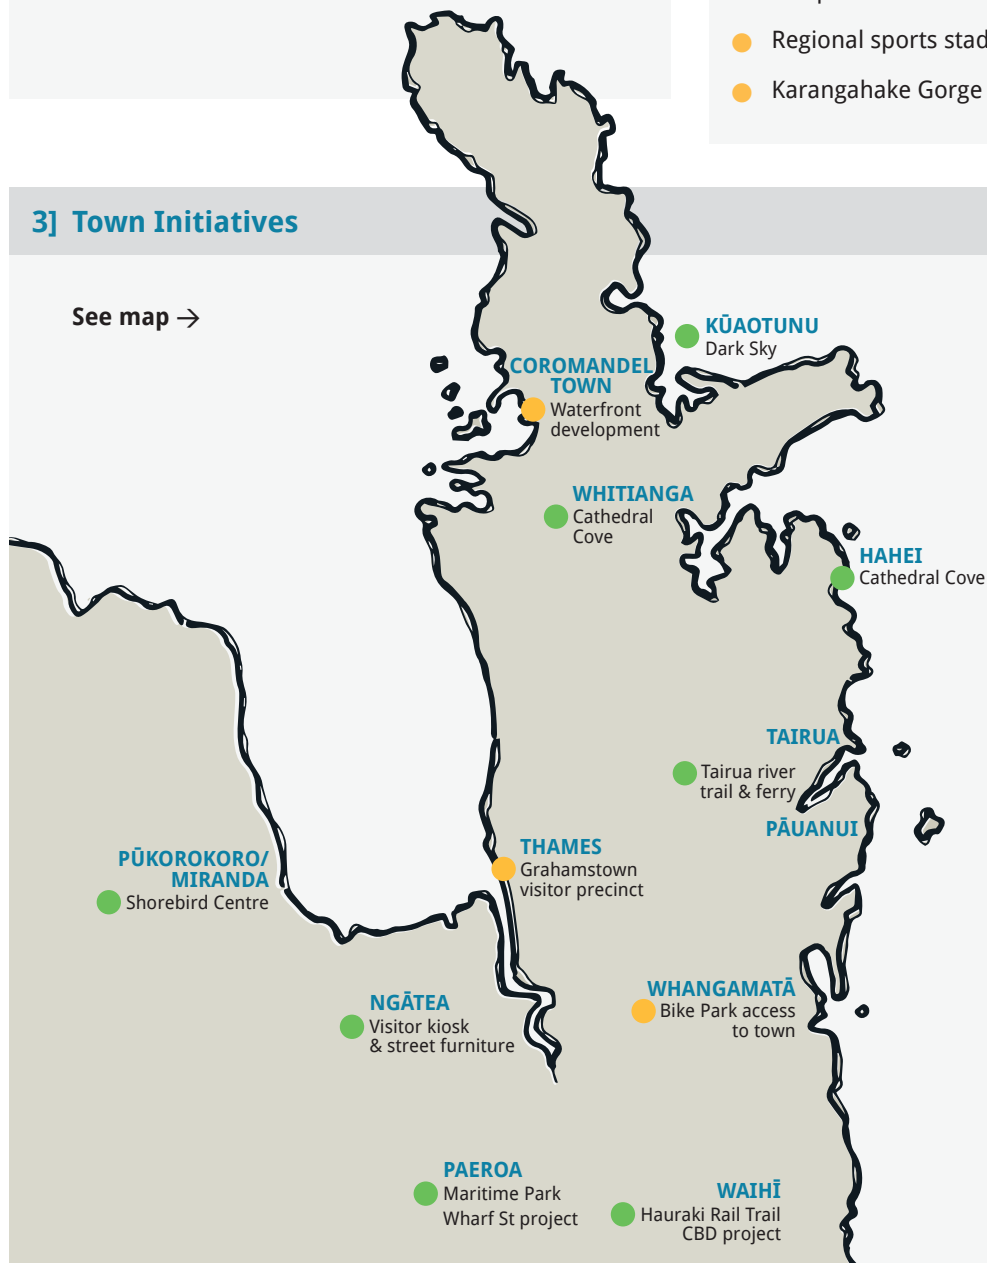 Regional sports
Karangahake Gorge
3] Town Initiatives
See map →
KŪAOTUNU
Dark Sky
COROMANDEL
TOWN
Waterfront
development
WHITIANGA
Cathedral
Cove
HAHEI
Cathedral Cove
TAIRUA
Tairua river
trail & ferry
PĀUANUI
THAMES
Grahamstown
visitor precinct
PŪKOROKORO/
MIRANDA
Shorebird Centre
WHANGAMATĀ
Bike Park access
to town
NGĀTEA
Visitor kiosk
& street furniture
PAEROA
Maritime Park
Wharf St project
WAIHĪ
Hauraki Rail Trail
CBD project